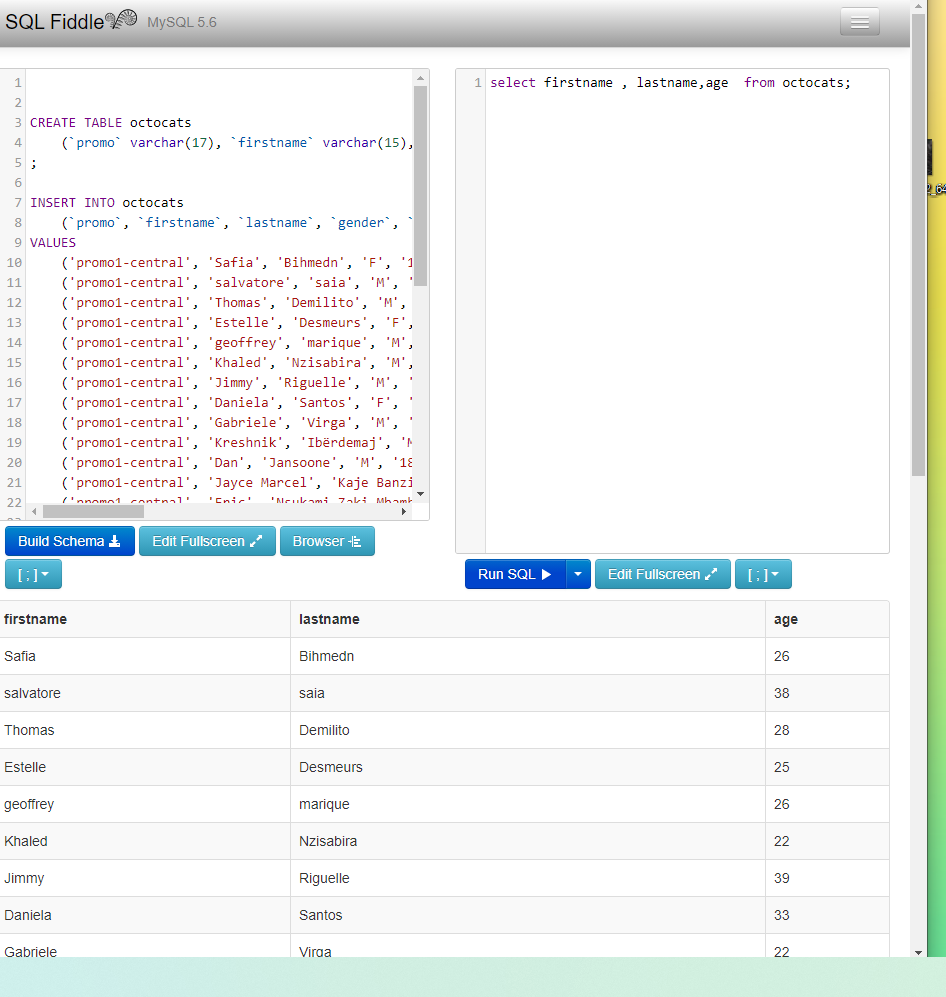 SQL Fiddle MySQL 5.6
1
2
3 CREATE TABLE octocats
4 (`promo` varchar(17), `firstname` varchar(15),
5 ;
6
7 INSERT INTO octocats
8 (`promo`, `firstname`, `lastname`, `gender`, `
9 VALUES
10 ('promo1-central', 'Safia', 'Bihmedn', 'F', '1
11 ('promo1-central', 'salvatore', 'saia', 'M', '
12 ('promo1-central', 'Thomas', 'Demilito', 'M',
13 ('promo1-central', 'Estelle', 'Desmeurs', 'F',
14 ('promo1-central', 'geoffrey', 'marique', 'M',
15 ('promo1-central', 'Khaled', 'Nzisabira', 'M',
16 ('promo1-central', 'Jimmy', 'Riguelle', 'M', '
17 ('promo1-central', 'Daniela', 'Santos', 'F', '
18 ('promo1-central', 'Gabriele', 'Virga', 'M', '
19 ('promo1-central', 'Kreshnik', 'Ibërdemaj', 'M
20 ('promo1-central', 'Dan', 'Jansoone', 'M', '18
21 ('promo1-central', 'Jayce Marcel', 'Kaje Banzi
22 ('promo1-central', 'Eric', 'Nsukami Zaki Mbamb
1 select firstname , lastname,age from octocats;
Build Schema Edit Fullscreen Browser
[ ; ]
Run SQL Edit Fullscreen [ ; ]
firstname lastname age
Safia Bihmedn 26
salvatore saia 38
Thomas Demilito 28
Estelle Desmeurs 25
geoffrey marique 26
Khaled Nzisabira 22
Jimmy Riguelle 39
Daniela Santos 33
Gabriele Virga 22